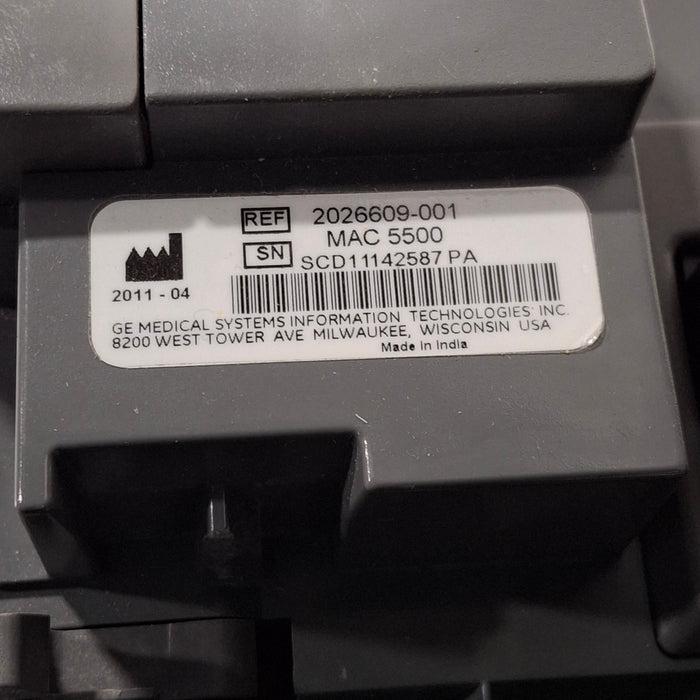 REF 2026609-001
MAC 5500
SN SCD11142587 PA
2011 - 04
GE MEDICAL SYSTEMS INFORMATION TECHNOLOGIES, INC.
8200 WEST TOWER AVE MILWAUKEE, WISCONSIN USA
Made in India